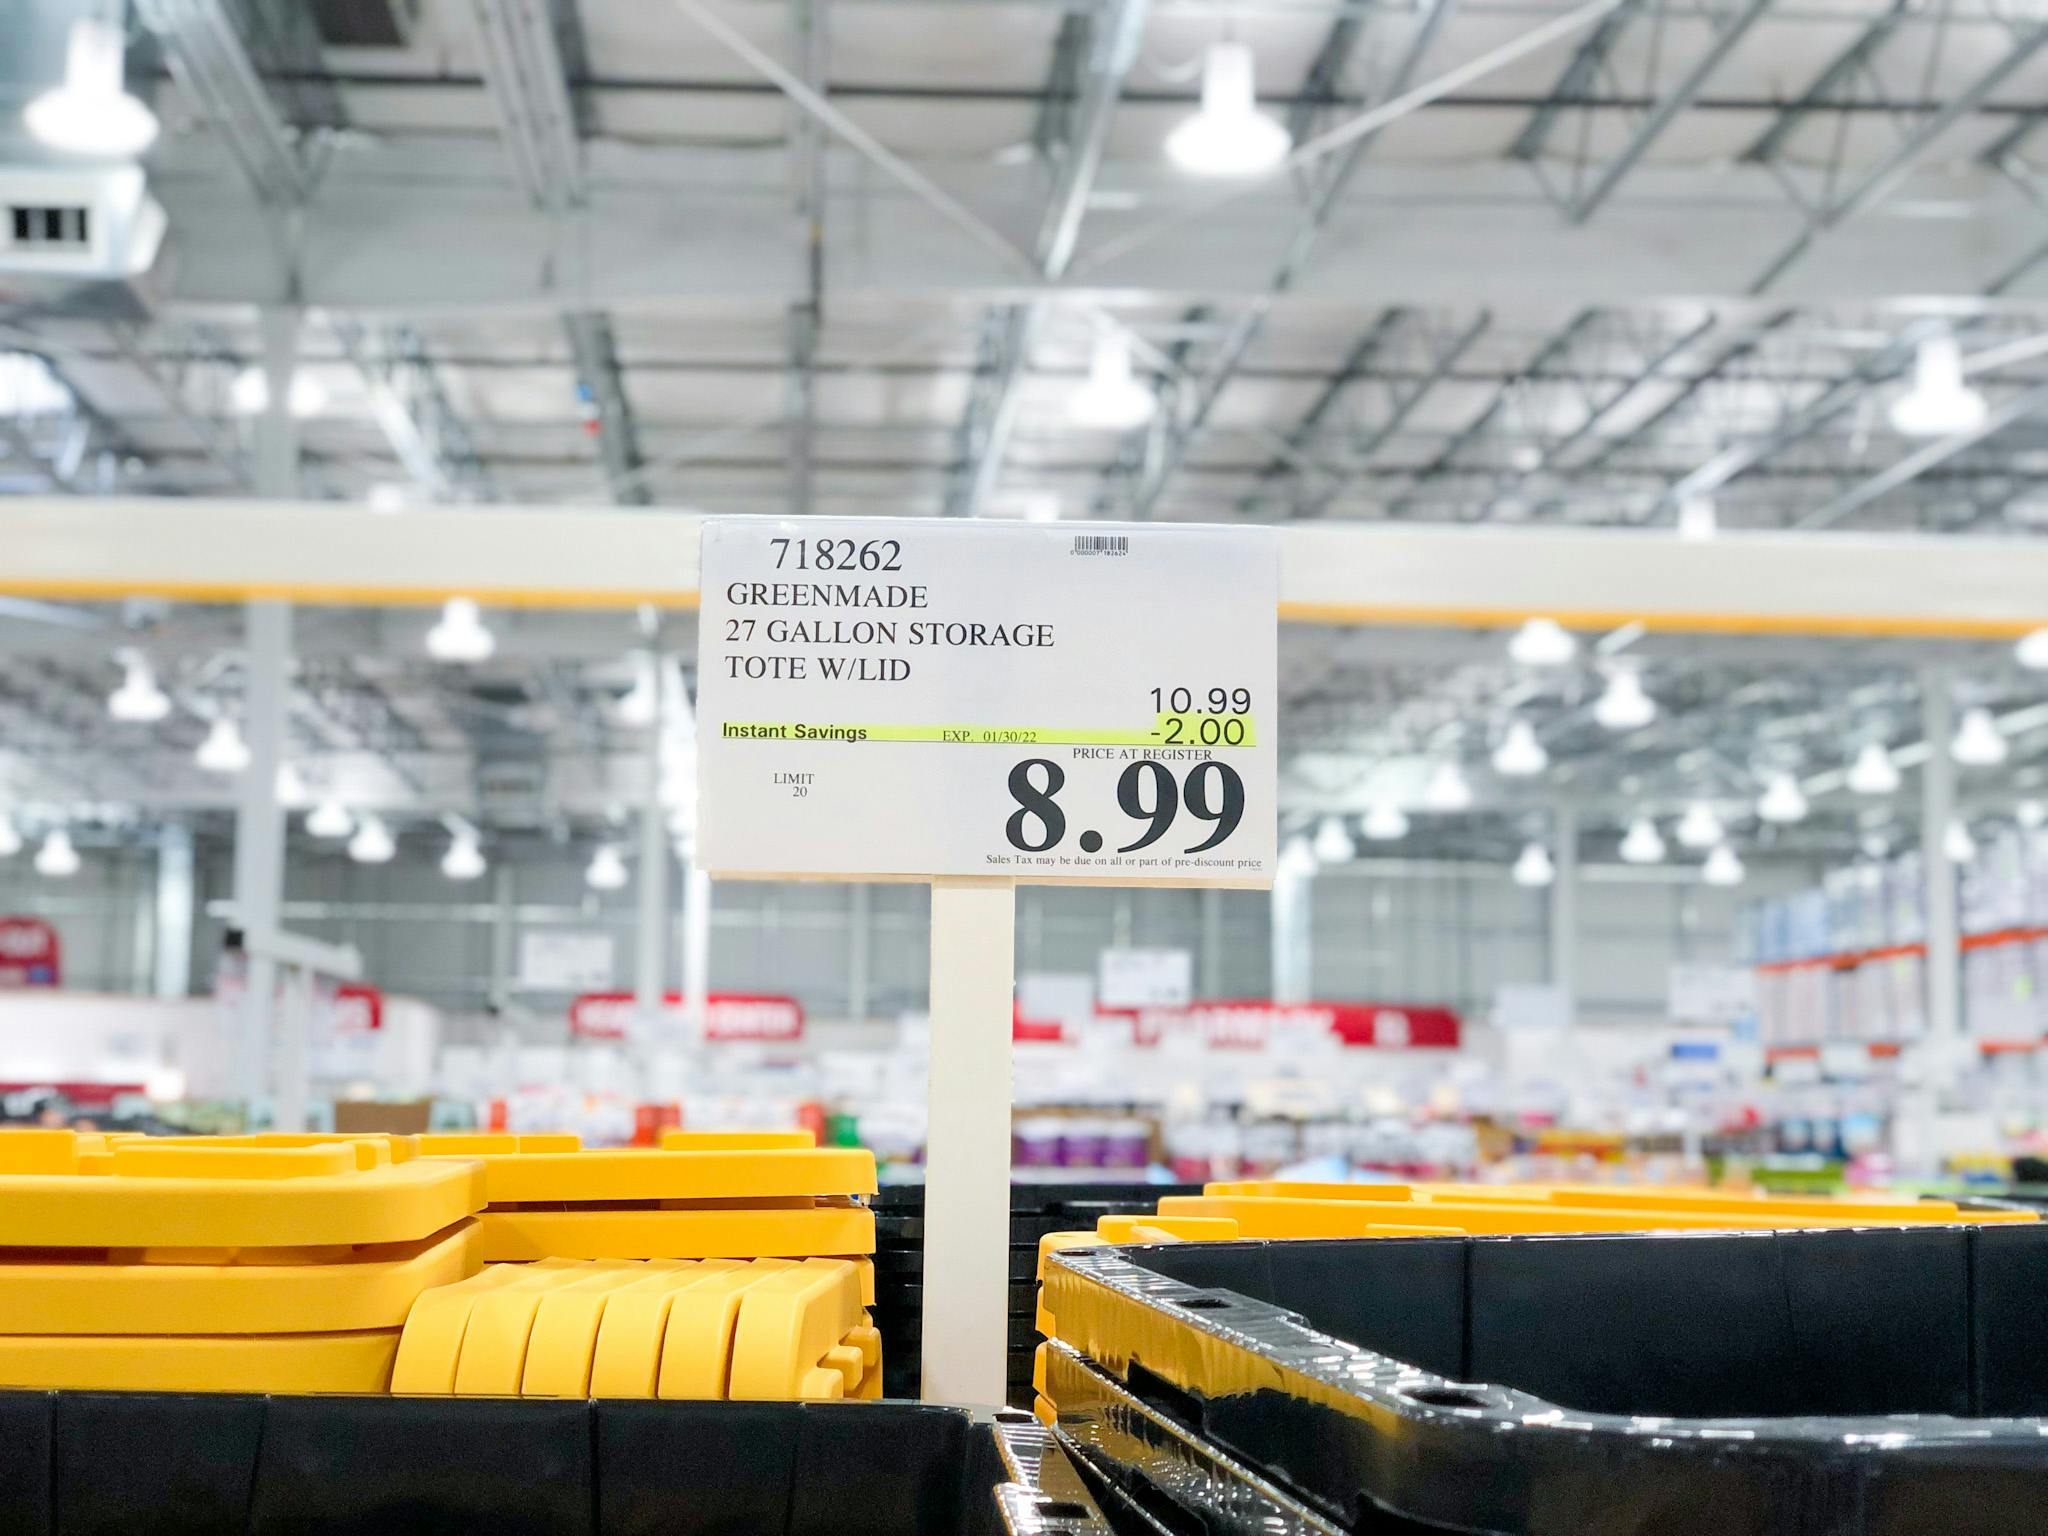 718262
GREENMADE
27 GALLON STORAGE
TOTE W/LID
10.99
Instant Savings EXP. 01/30/22 -2.00
PRICE AT REGISTER
LIMIT
20
8.99
Sales Tax may be due on all or part of pre-discount price